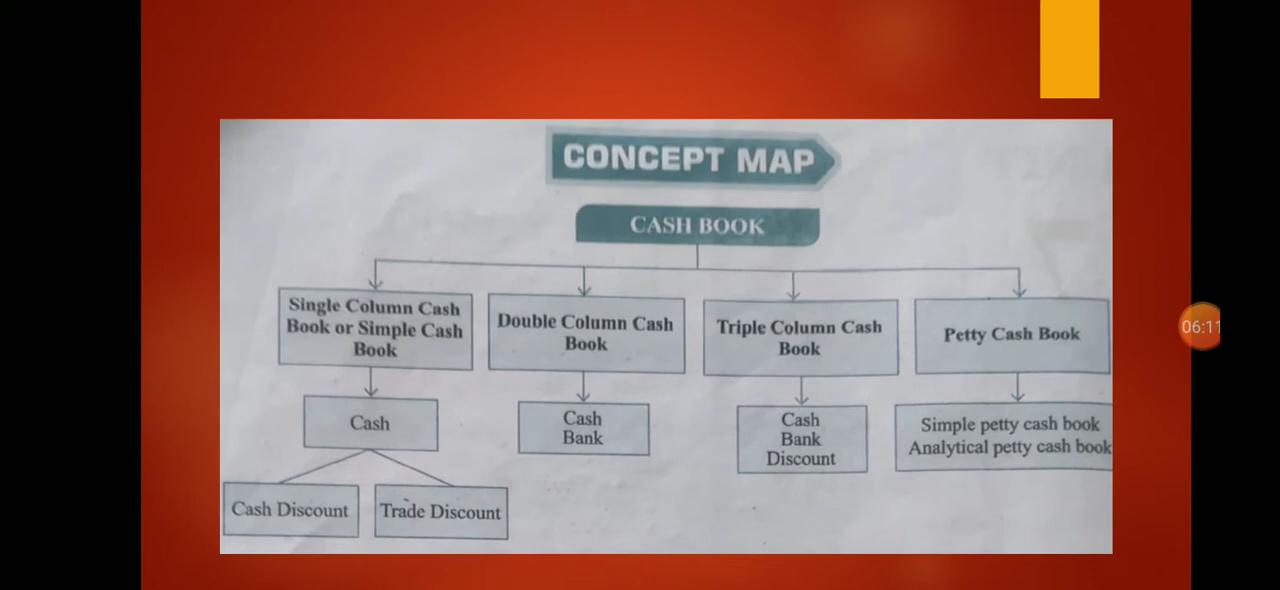 CONCEPT MAP
CASH BOOK
Single Column Cash
Book or Simple Cash
Book
Double Column Cash
Book
Triple Column Cash
Book
Petty Cash Book
Cash
Cash
Bank
Cash
Bank
Discount
Simple petty cash book
Analytical petty cash book
Cash Discount
Trade Discount
06:11